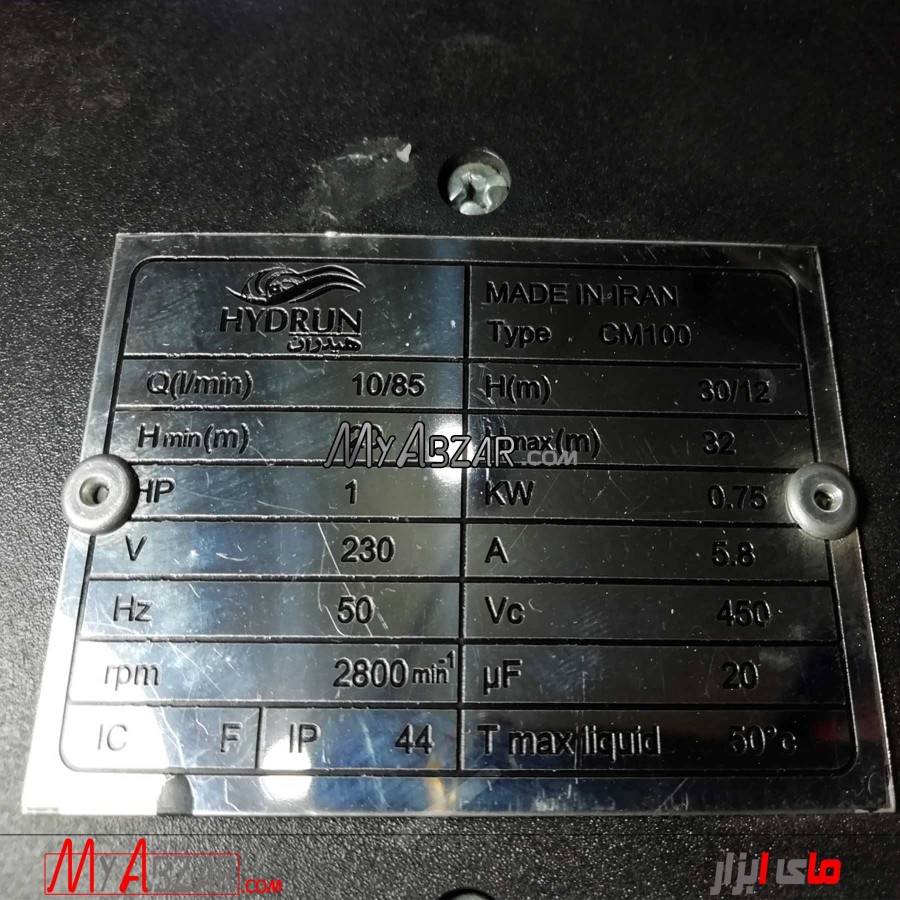 HYDRUN
هیدران
MADE IN IRAN
Type CM100
Q(l/min) 10/85 H(m) 30/12
H min(m) H max(m) 32
MYABZAR.COM
HP 1 KW 0.75
V 230 A 5.8
Hz 50 Vc 450
rpm 2800 min-1 µF 20
IC F IP 44 T max liquid 50°c
MYABZAR.COM
مای ابزار